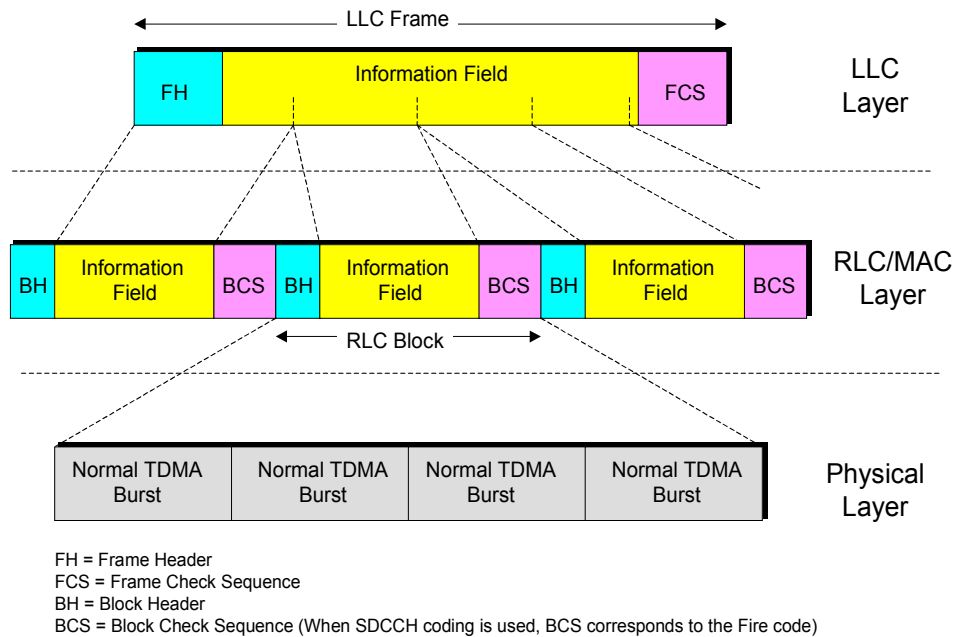 LLC Frame
FH
Information Field
FCS
LLC
Layer
BH
Information
Field
BCS
BH
Information
Field
BCS
BH
Information
Field
BCS
RLC/MAC
Layer
RLC Block
Normal TDMA
Burst
Normal TDMA
Burst
Normal TDMA
Burst
Normal TDMA
Burst
Physical
Layer
FH = Frame Header
FCS = Frame Check Sequence
BH = Block Header
BCS = Block Check Sequence (When SDCCH coding is used, BCS corresponds to the Fire code)